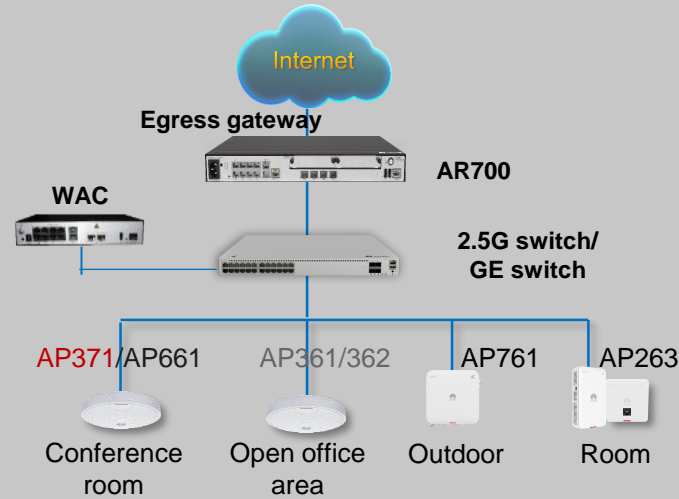 Internet
Egress gateway
AR700
WAC
2.5G switch/
GE switch
AP371/AP661
AP361/362
AP761
AP263
Conference
room
Open office
area
Outdoor
Room